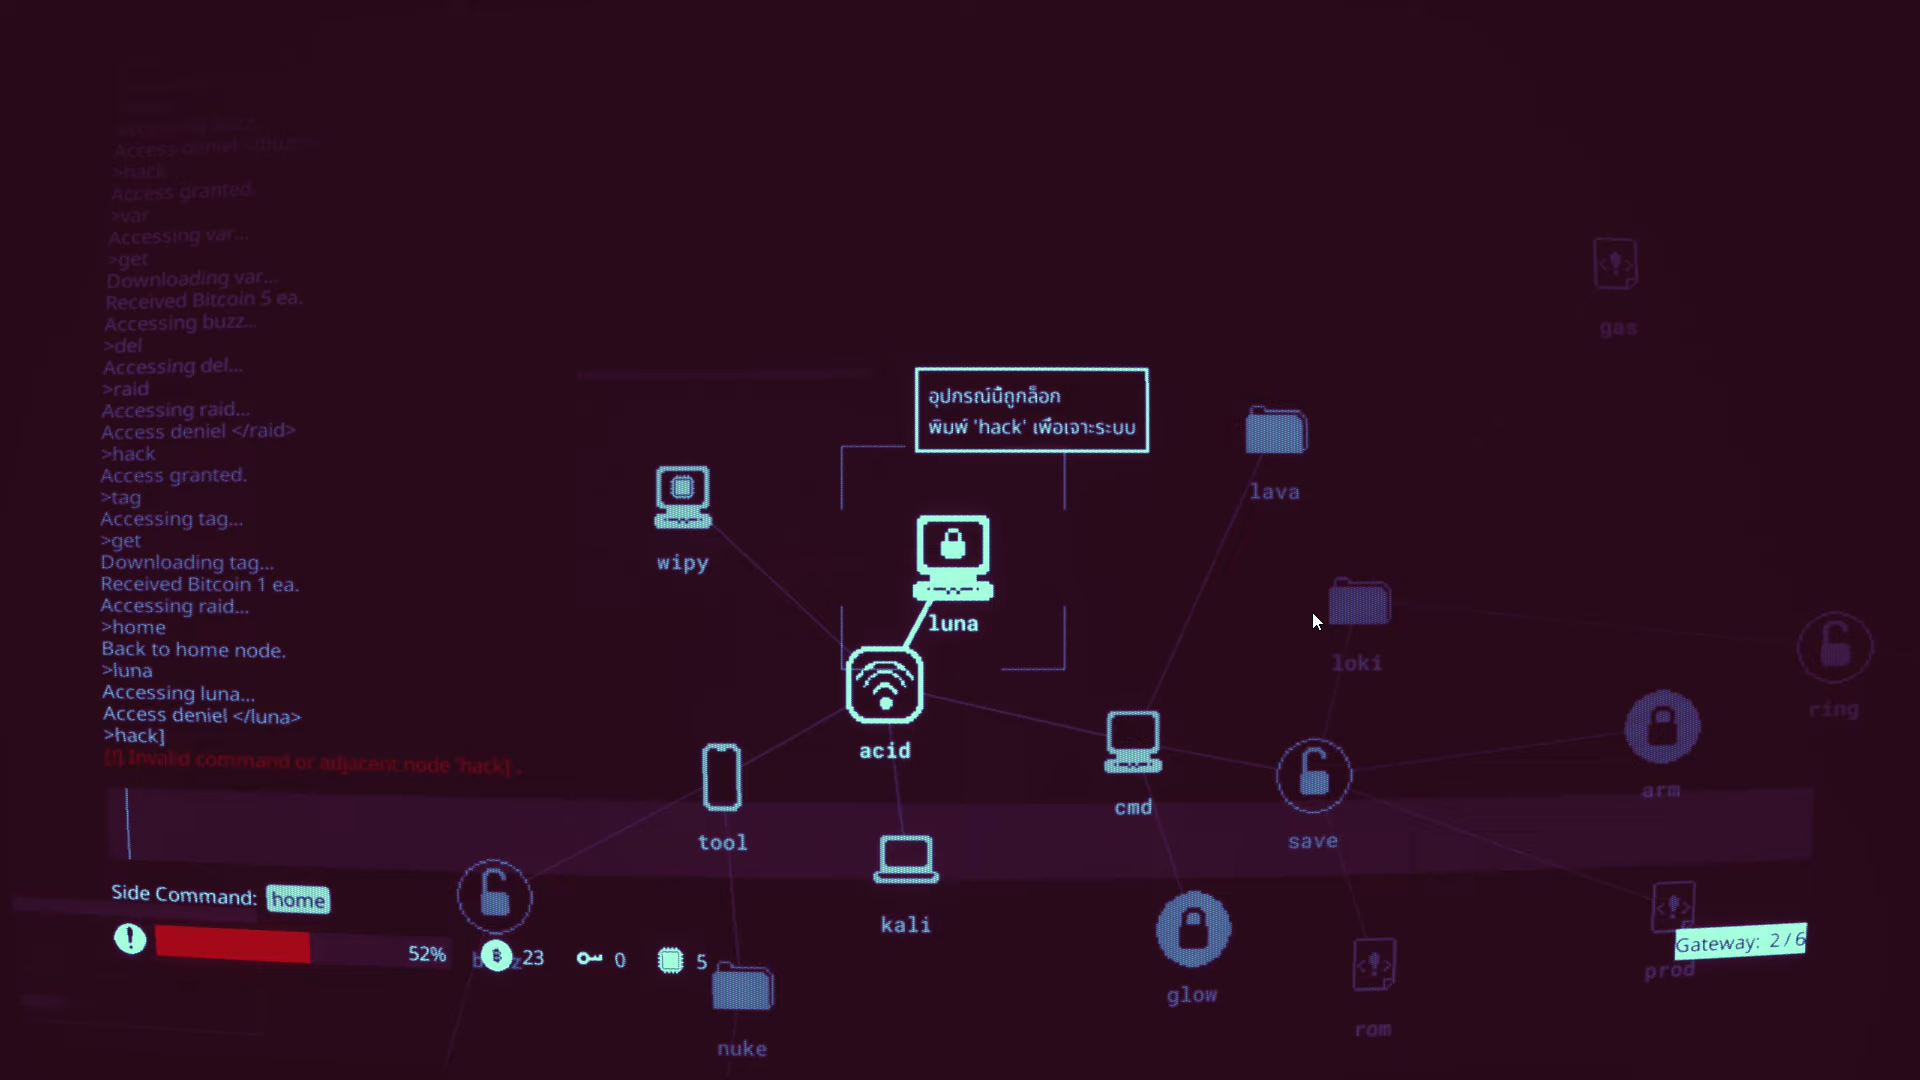 Access deniel
>hack
Access granted.
>var
Accessing var...
>get
Downloading var...
Received Bitcoin 5 ea.
Accessing buzz...
>del
Accessing del...
>raid
Accessing raid...
Access deniel </raid>
>hack
Access granted.
>tag
Accessing tag...
>get
Downloading tag...
Received Bitcoin 1 ea.
Accessing raid...
>home
Back to home node.
>luna
Accessing luna...
Access deniel </luna>
>hack]
[!] Invalid command or adjacent node 'hack]'.
Side Command: home
52%
23
0
5
อุปกรณ์นี้ถูกล็อก
พิมพ์ 'hack' เพื่อเจาะระบบ
gas
lava
wipy
luna
loki
ring
acid
arm
cmd
tool
save
kali
glow
prod
rom
nuke
Gateway: 2/6